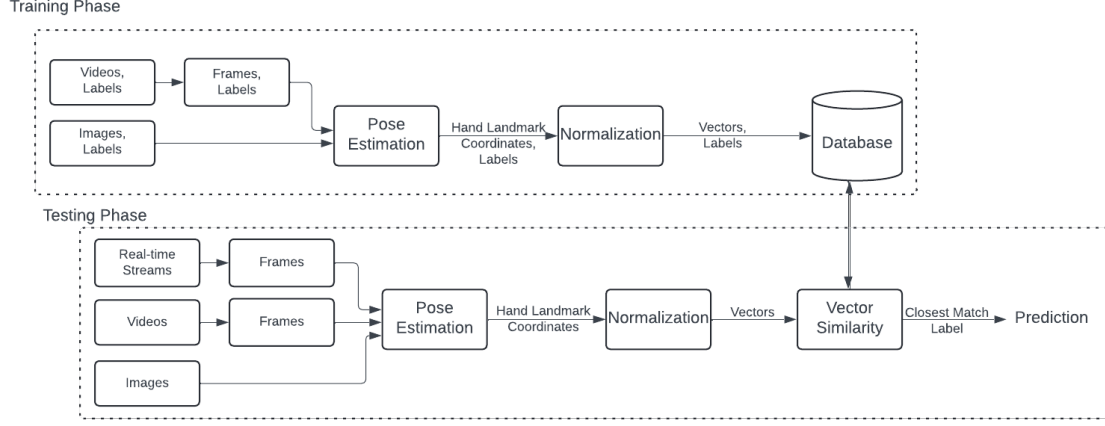 Training Phase
Videos,
Labels
Frames,
Labels
Images,
Labels
Pose
Estimation
Hand Landmark
Coordinates,
Labels
Normalization
Vectors,
Labels
Database
Testing Phase
Real-time
Streams
Frames
Videos
Frames
Images
Pose
Estimation
Hand Landmark
Coordinates
Normalization
Vectors
Vector
Similarity
Closest Match
Label
Prediction